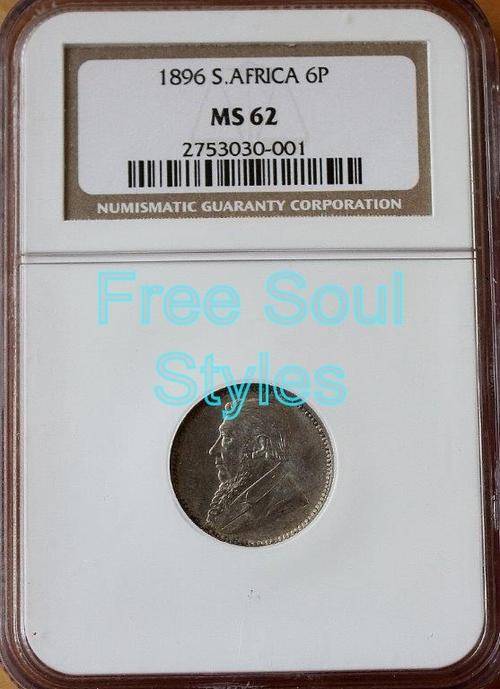 1896 S.AFRICA 6P
MS 62
2753030-001
NUMISMATIC GUARANTY CORPORATION
Free Soul
Styles